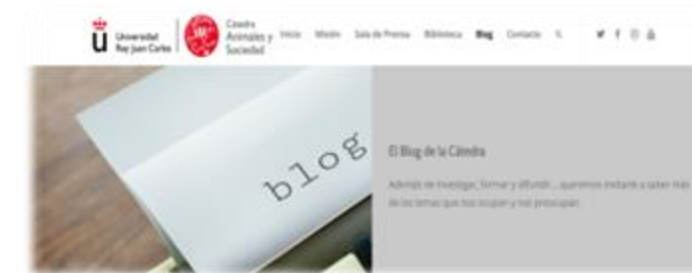 Universidad
Rey Juan Carlos
Cátedra
Animales y
Sociedad
Inicio Misión Sala de Prensa Biblioteca Blog Contacto
blog
El Blog de la Cátedra
Además de investigar, formar y difundir... queremos invitarte a saber más
de los temas que nos ocupan y nos preocupan.